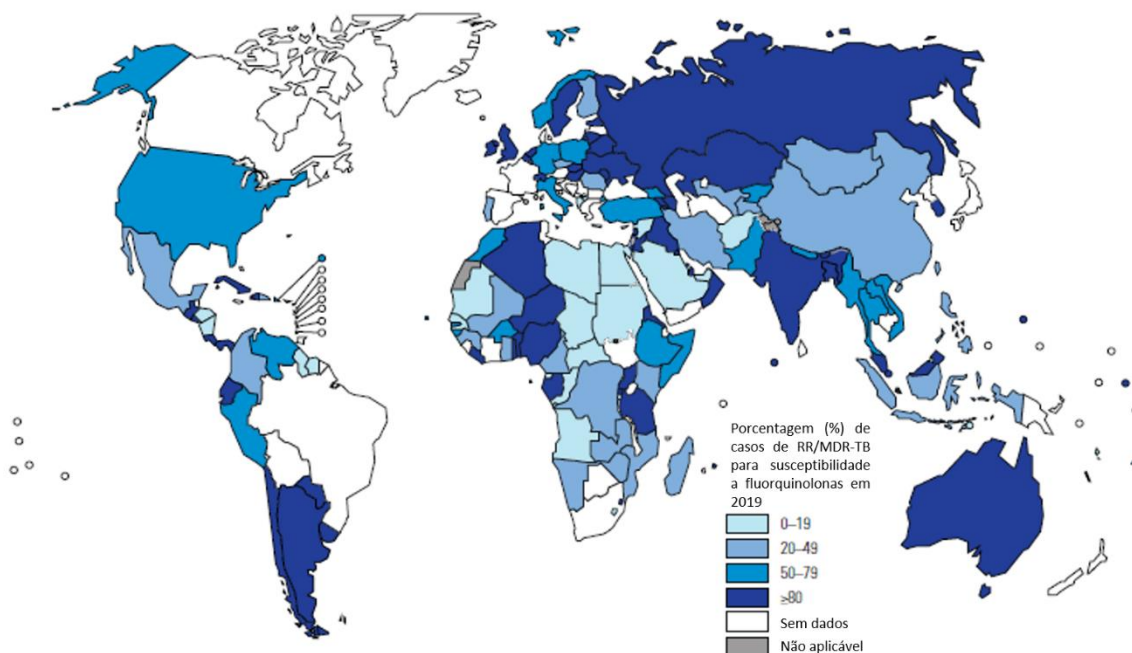 Porcentagem (%) de
casos de RR/MDR-TB
para susceptibilidade
a fluorquinolonas em
2019
0–19
20–49
50–79
≥80
Sem dados
Não aplicável